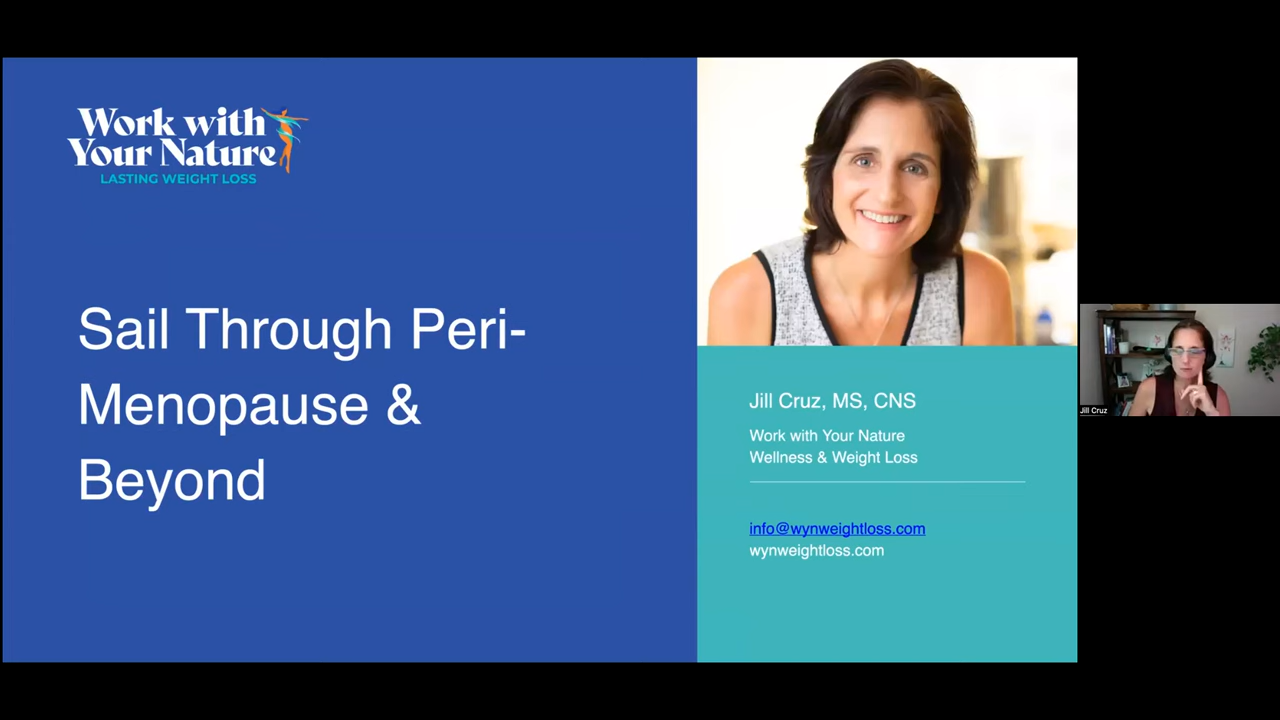 Work with
Your Nature
LASTING WEIGHT LOSS
Sail Through Peri-
Menopause &
Beyond
Jill Cruz, MS, CNS
Work with Your Nature
Wellness & Weight Loss
info@wynweightloss.com
wynweightloss.com
Jill Cruz